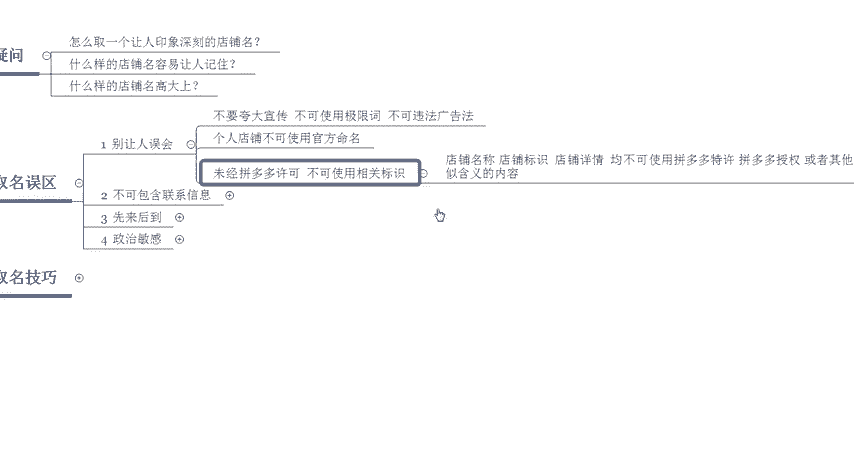 疑问
怎么取一个让人印象深刻的店铺名？
什么样的店铺名容易让人记住？
什么样的店铺名高大上？
取名误区
1 别让人误会
不要夸大宣传 不可使用极限词 不可违法广告法
个人店铺不可使用官方命名
未经拼多多许可 不可使用相关标识
店铺名称 店铺标识 店铺详情 均不可使用拼多多特许 拼多多授权 或者其他
似含义的内容
2 不可包含联系信息
3 先来后到
4 政治敏感
取名技巧